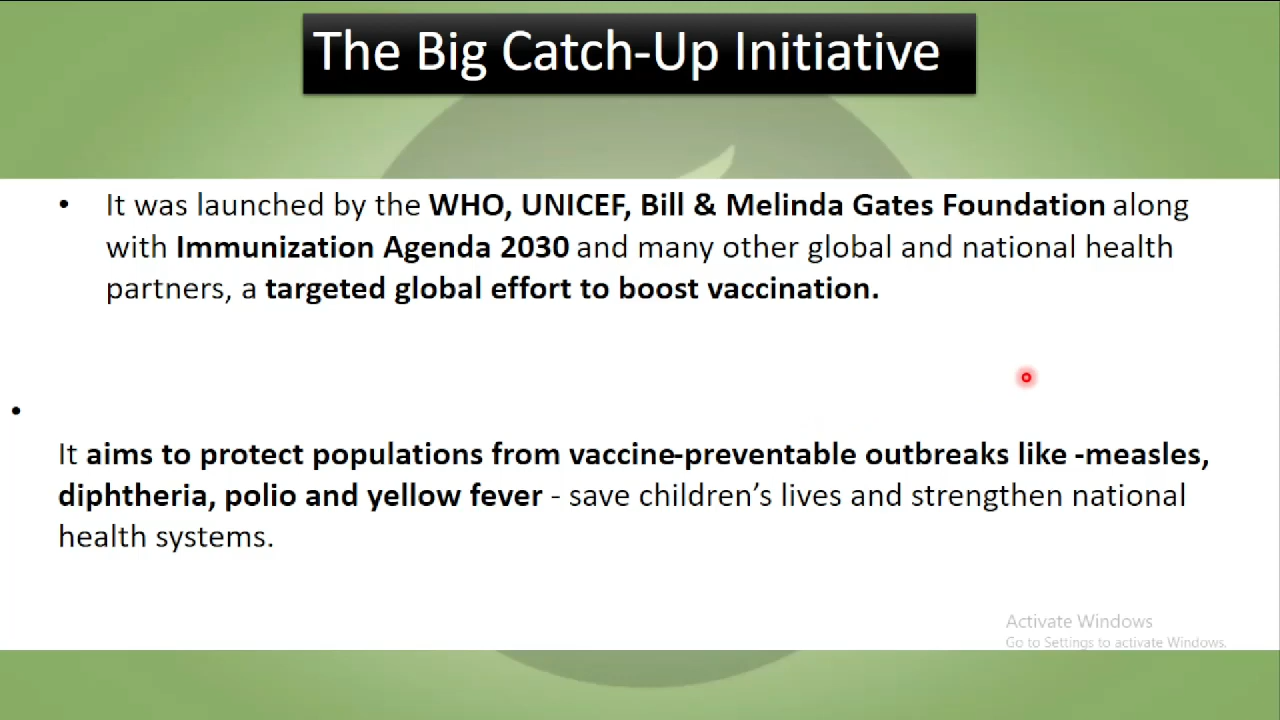 The Big Catch-Up Initiative
• It was launched by the WHO, UNICEF, Bill & Melinda Gates Foundation along
with Immunization Agenda 2030 and many other global and national health
partners, a targeted global effort to boost vaccination.
•
It aims to protect populations from vaccine-preventable outbreaks like -measles,
diphtheria, polio and yellow fever - save children's lives and strengthen national
health systems.
Activate Windows
Go to Settings to activate Windows.